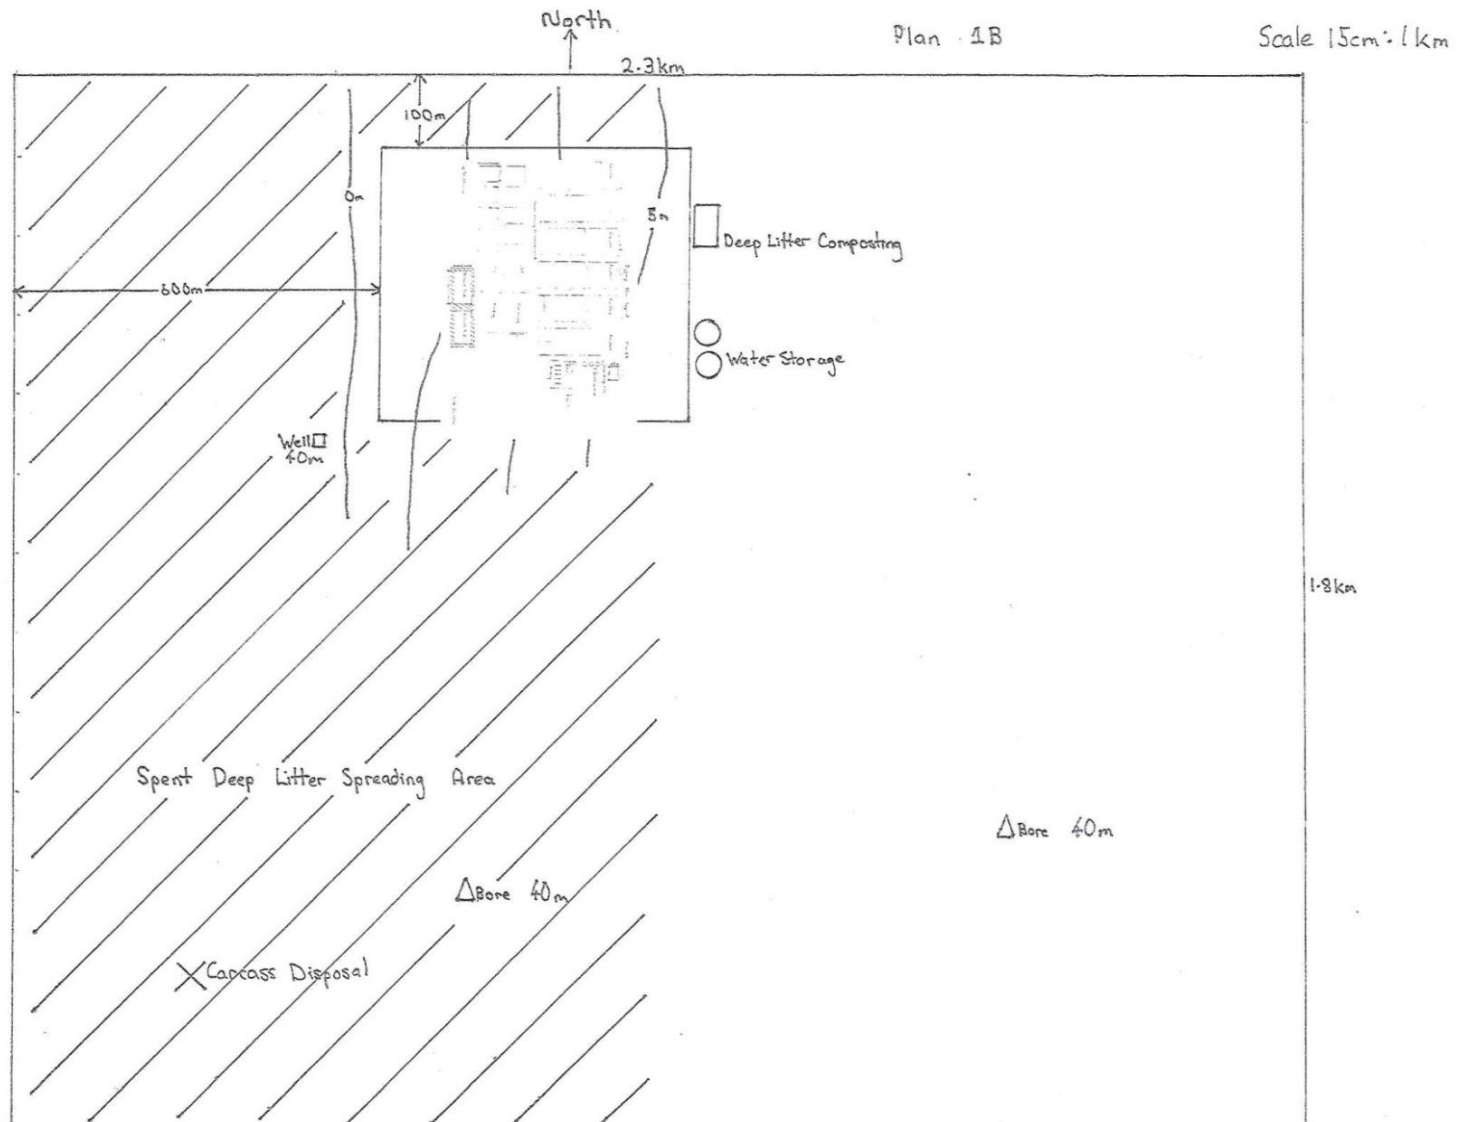 North
Plan 1B
Scale 15cm:1km
2.3km
100m
0m
5m
Deep Litter Composting
600m
Water Storage
Well
40m
1.8km
Spent Deep Litter Spreading Area
Bore 40m
Bore 40m
Carcass Disposal